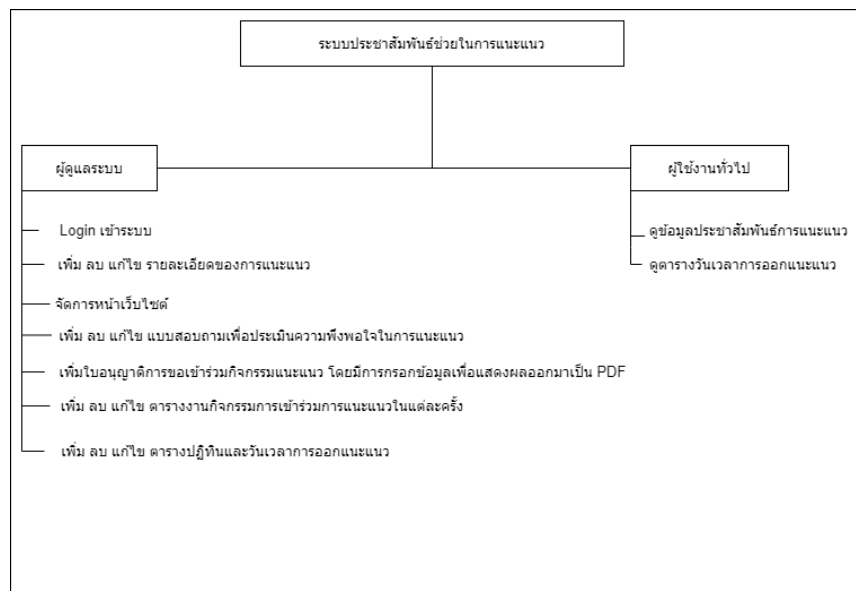 ระบบประชาสัมพันธ์ช่วยในการแนะแนว
ผู้ดูแลระบบ
Login เข้าระบบ
เพิ่ม ลบ แก้ไข รายละเอียดของการแนะแนว
จัดการหน้าเว็บไซต์
เพิ่ม ลบ แก้ไข แบบสอบถามเพื่อประเมินความพึงพอใจในการแนะแนว
เพิ่มใบอนุญาติการขอเข้าร่วมกิจกรรมแนะแนว โดยมีการกรอกข้อมูลเพื่อแสดงผลออกมาเป็น PDF
เพิ่ม ลบ แก้ไข ตารางงานกิจกรรมการเข้าร่วมการแนะแนวในแต่ละครั้ง
เพิ่ม ลบ แก้ไข ตารางปฏิทินและวันเวลาการออกแนะแนว
ผู้ใช้งานทั่วไป
ดูข้อมูลประชาสัมพันธ์การแนะแนว
ดูตารางวันเวลาการออกแนะแนว